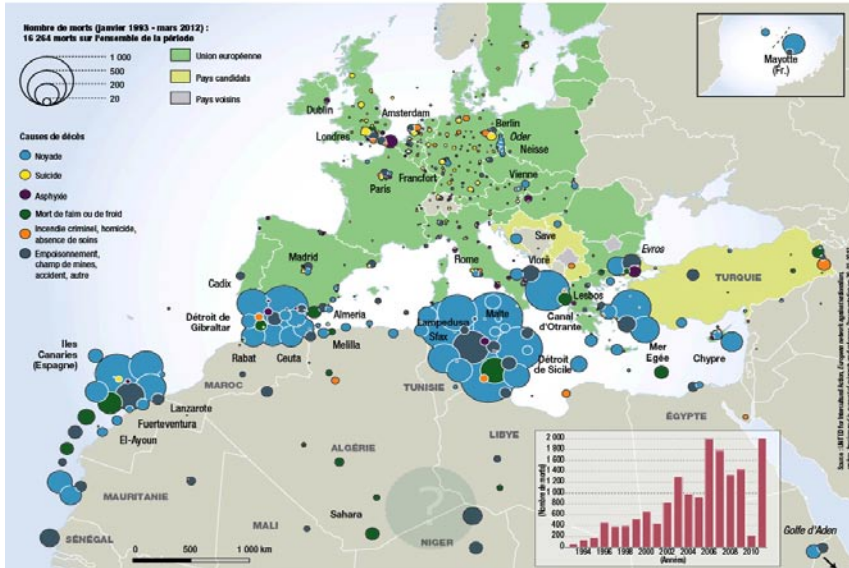 Nombre de morts (janvier 1993 - mars 2012) :
16 264 morts sur l'ensemble de la période
1 000
500
200
20
Union européenne
Pays candidats
Pays voisins
Causes de décès
Noyade
Suicide
Asphyxie
Mort de faim ou de froid
Incendie criminel, homicide,
absence de soins
Empoisonnement,
champ de mines,
accident, autre
Mayotte
(Fr.)
Dublin
Amsterdam
Londres
Berlin
Oder
Neisse
Paris
Francfort
Vienne
Save
Madrid
Rome
Vlorë
Evros
TURQUIE
Cadix
Détroit de
Gibraltar
Almeria
Lampedusa
Malte
Sfax
Canal
d'Otrante
Lesbos
Iles
Canaries
(Espagne)
Rabat
Ceuta
Melilla
Détroit
de Sicile
Mer
Egée
Chypre
MAROC
TUNISIE
Lanzarote
Fuerteventura
El-Ayoun
ALGÉRIE
LIBYE
ÉGYPTE
MAURITANIE
?
Sahara
MALI
NIGER
SÉNÉGAL
0 500 1 000 km
(Nombre de morts)
2 000
1 800
1 600
1 400
1 200
1 000
800
600
400
200
0
1994 1996 1998 2000 2002 2004 2006 2008 2010
(Années)
Golfe d'Aden